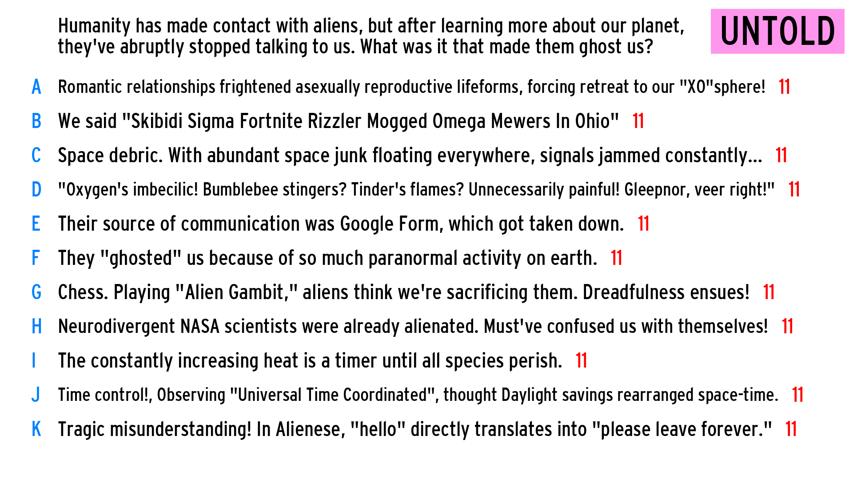 Humanity has made contact with aliens, but after learning more about our planet,
they've abruptly stopped talking to us. What was it that made them ghost us?
UNTOLD
A Romantic relationships frightened asexually reproductive lifeforms, forcing retreat to our "XO"sphere! 11
B We said "Skibidi Sigma Fortnite Rizzler Mogged Omega Mewers In Ohio" 11
C Space debric. With abundant space junk floating everywhere, signals jammed constantly... 11
D "Oxygen's imbecilic! Bumblebee stingers? Tinder's flames? Unnecessarily painful! Gleepnor, veer right!" 11
E Their source of communication was Google Form, which got taken down. 11
F They "ghosted" us because of so much paranormal activity on earth. 11
G Chess. Playing "Alien Gambit," aliens think we're sacrificing them. Dreadfulness ensues! 11
H Neurodivergent NASA scientists were already alienated. Must've confused us with themselves! 11
I The constantly increasing heat is a timer until all species perish. 11
J Time control!, Observing "Universal Time Coordinated", thought Daylight savings rearranged space-time. 11
K Tragic misunderstanding! In Alienese, "hello" directly translates into "please leave forever." 11